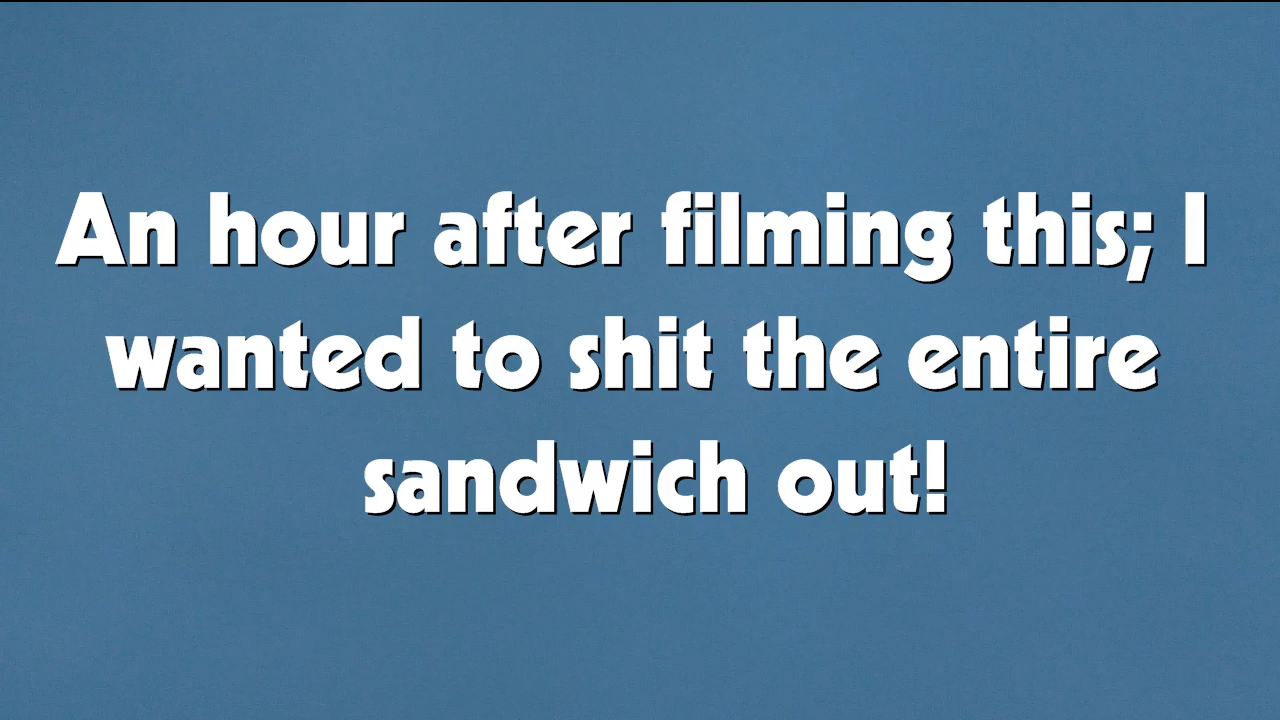 An hour after filming this; I
wanted to shit the entire
sandwich out!